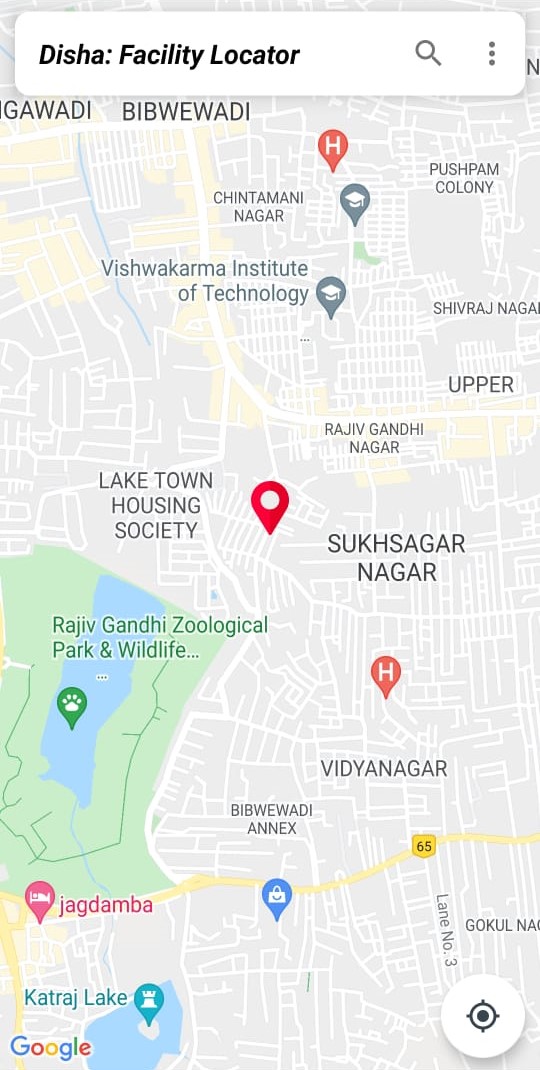 Disha: Facility Locator
N
IGAWADI
BIBWEWADI
H
PUSHPAM
COLONY
CHINTAMANI
NAGAR
Vishwakarma Institute
of Technology
SHIVRAJ NAGAI
...
UPPER
RAJIV GANDHI
NAGAR
LAKE TOWN
HOUSING
SOCIETY
SUKHSAGAR
NAGAR
Rajiv Gandhi Zoological
Park & Wildlife...
...
H
VIDYANAGAR
BIBWEWADI
ANNEX
65
jagdamba
Lane No. 3
GOKUL NAG
Katraj Lake
Google